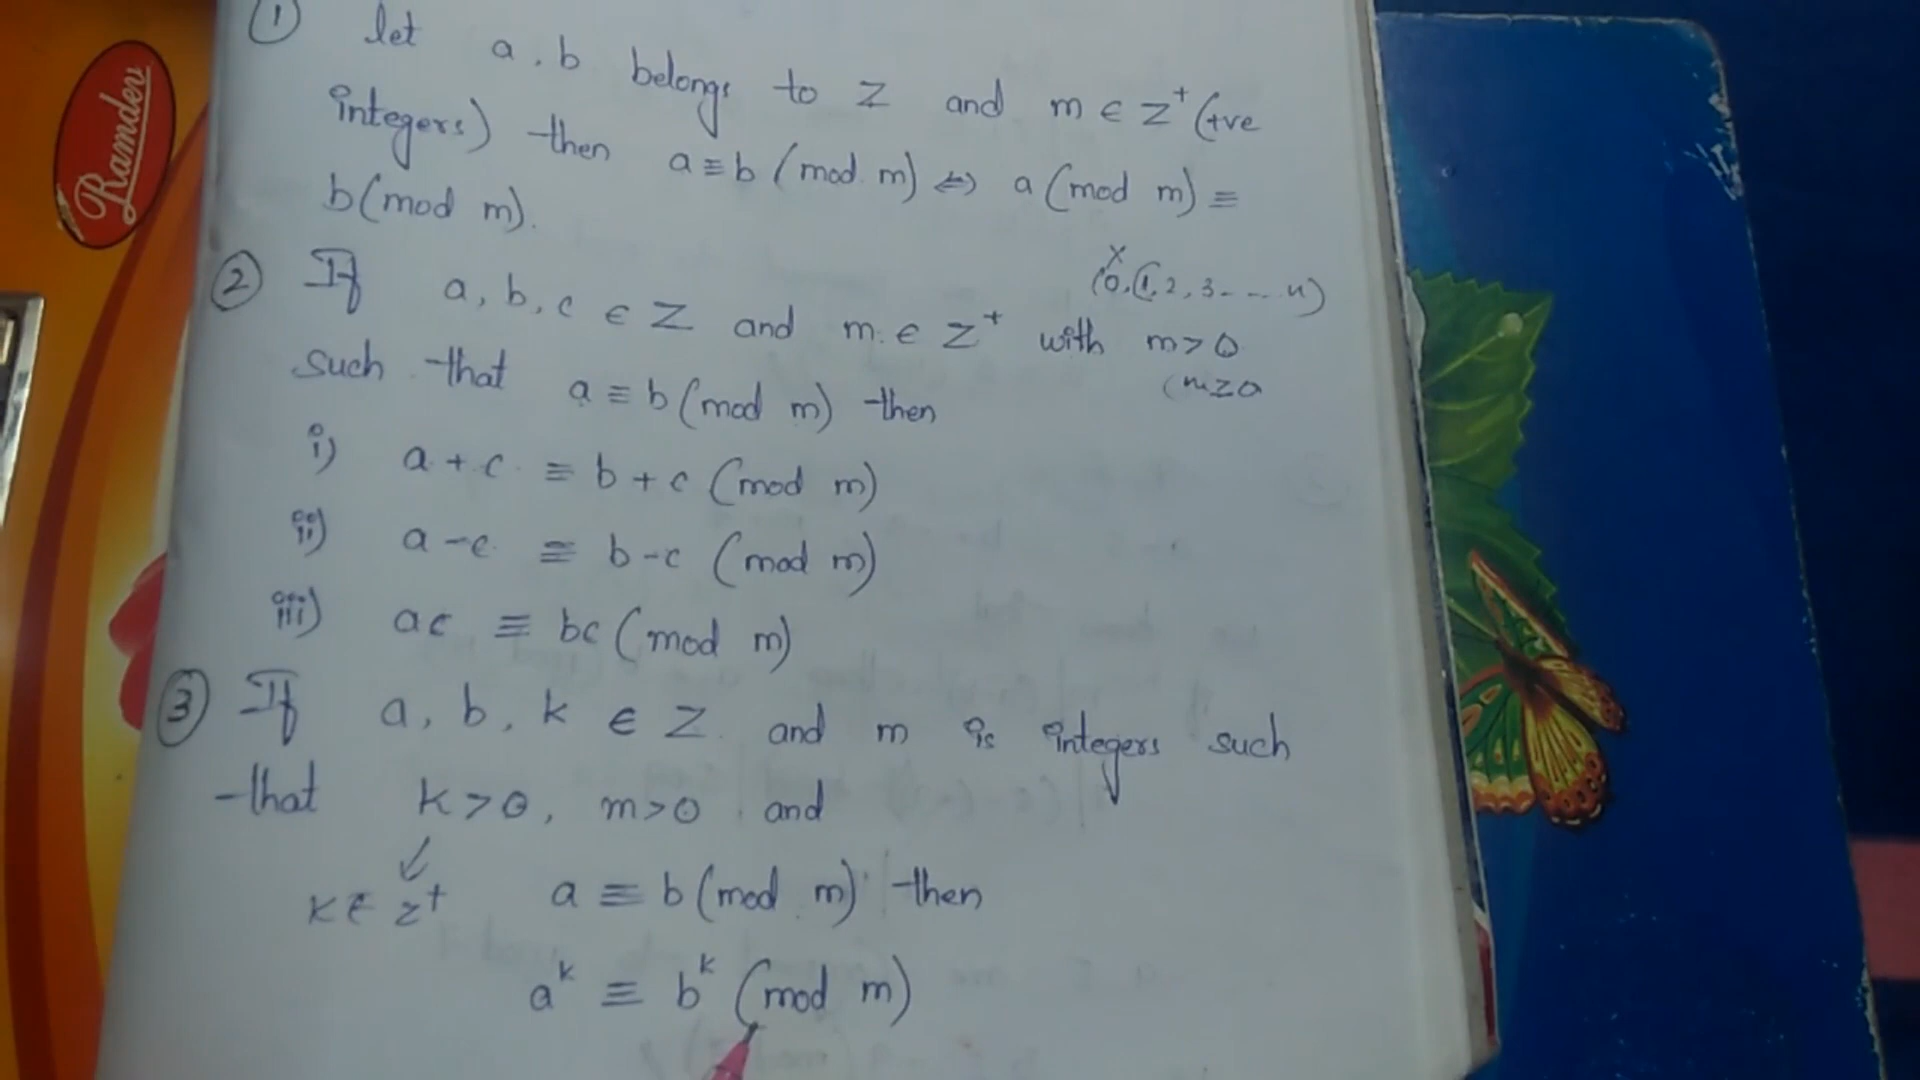 Ramdev
① let a, b belongs to Z and m ∈ Z⁺ (+ve
integers) then a ≡ b (mod m) ⇔ a (mod m) ≡
b (mod m).
x
(0, (1, 2, 3 - - .. n)
② If a, b, c ∈ Z and m ∈ Z⁺ with m > 0
such that a ≡ b (mod m) then
i) a + c ≡ b + c (mod m)
ii) a - c ≡ b - c (mod m)
iii) ac ≡ bc (mod m)
③ If a, b, k ∈ Z and m is integers such
that k > 0, m > 0 and
k ∈ z⁺ a ≡ b (mod m) then
aᵏ ≡ bᵏ (mod m)